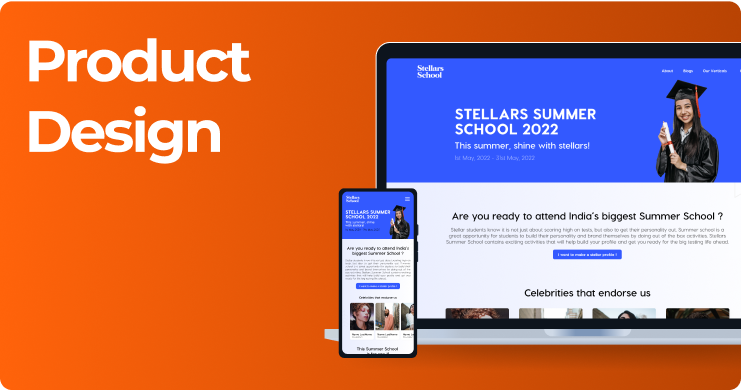 Product
Design
Stellars
School
About
Blogs
Our Verticals
STELLARS SUMMER
SCHOOL 2022
This summer, shine with stellars!
1st May, 2022 - 21st May, 2022
Are you ready to attend India's biggest Summer School ?
Stellar students know it is not just about scoring high on tests, but also to get their personality out. Summer school is a
great opportunity for students to build their personality and brand themselves by doing out of the box activities. Stellars
Summer School contains exciting activities that will help build your profile and get you ready for the big testing life ahead.
I want to make a stellar profile !
Celebrities that endorse us
Stellars
School
STELLARS SUMMER
SCHOOL 2022
This summer, shine
with stellars!
Are you ready to attend India's
biggest Summer School ?
I want to make a stellar profile !
Celebrities that endorse us
This Summer School